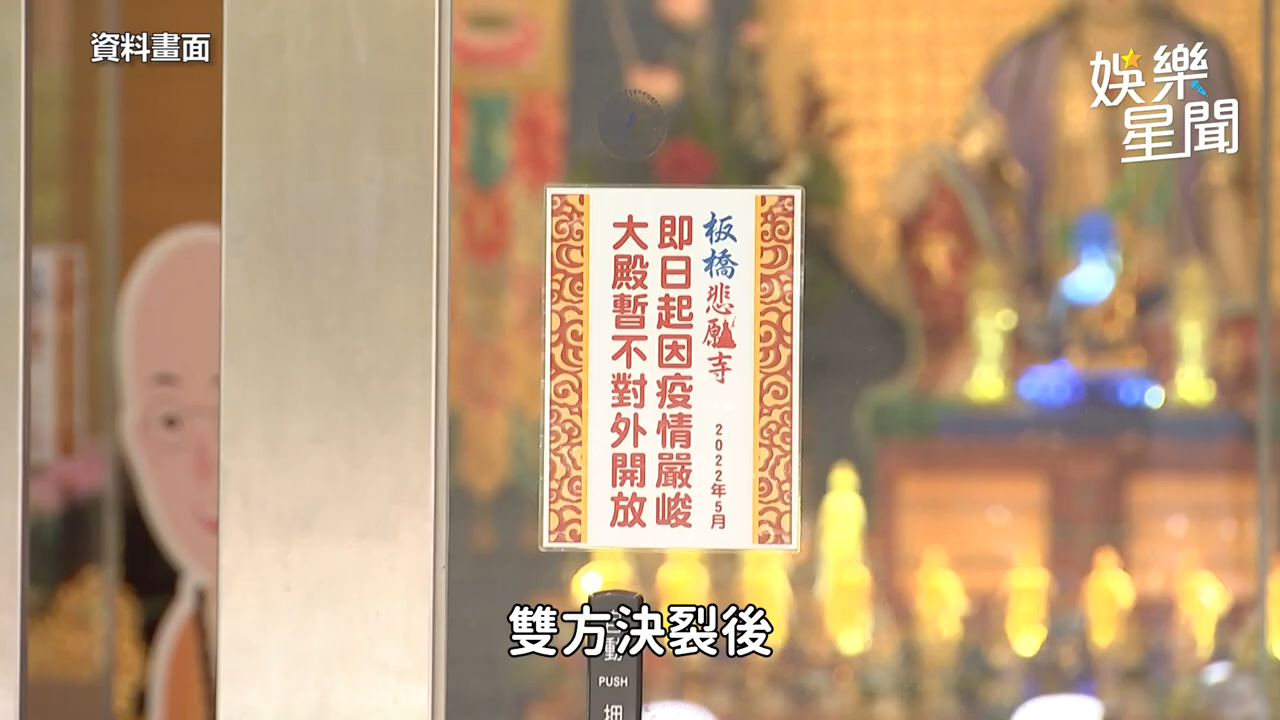 資料畫面
娛樂
星聞
板橋悲願寺 2022年5月
即日起因疫情嚴峻
大殿暫不對外開放
雙方決裂後
動
PUSH
押